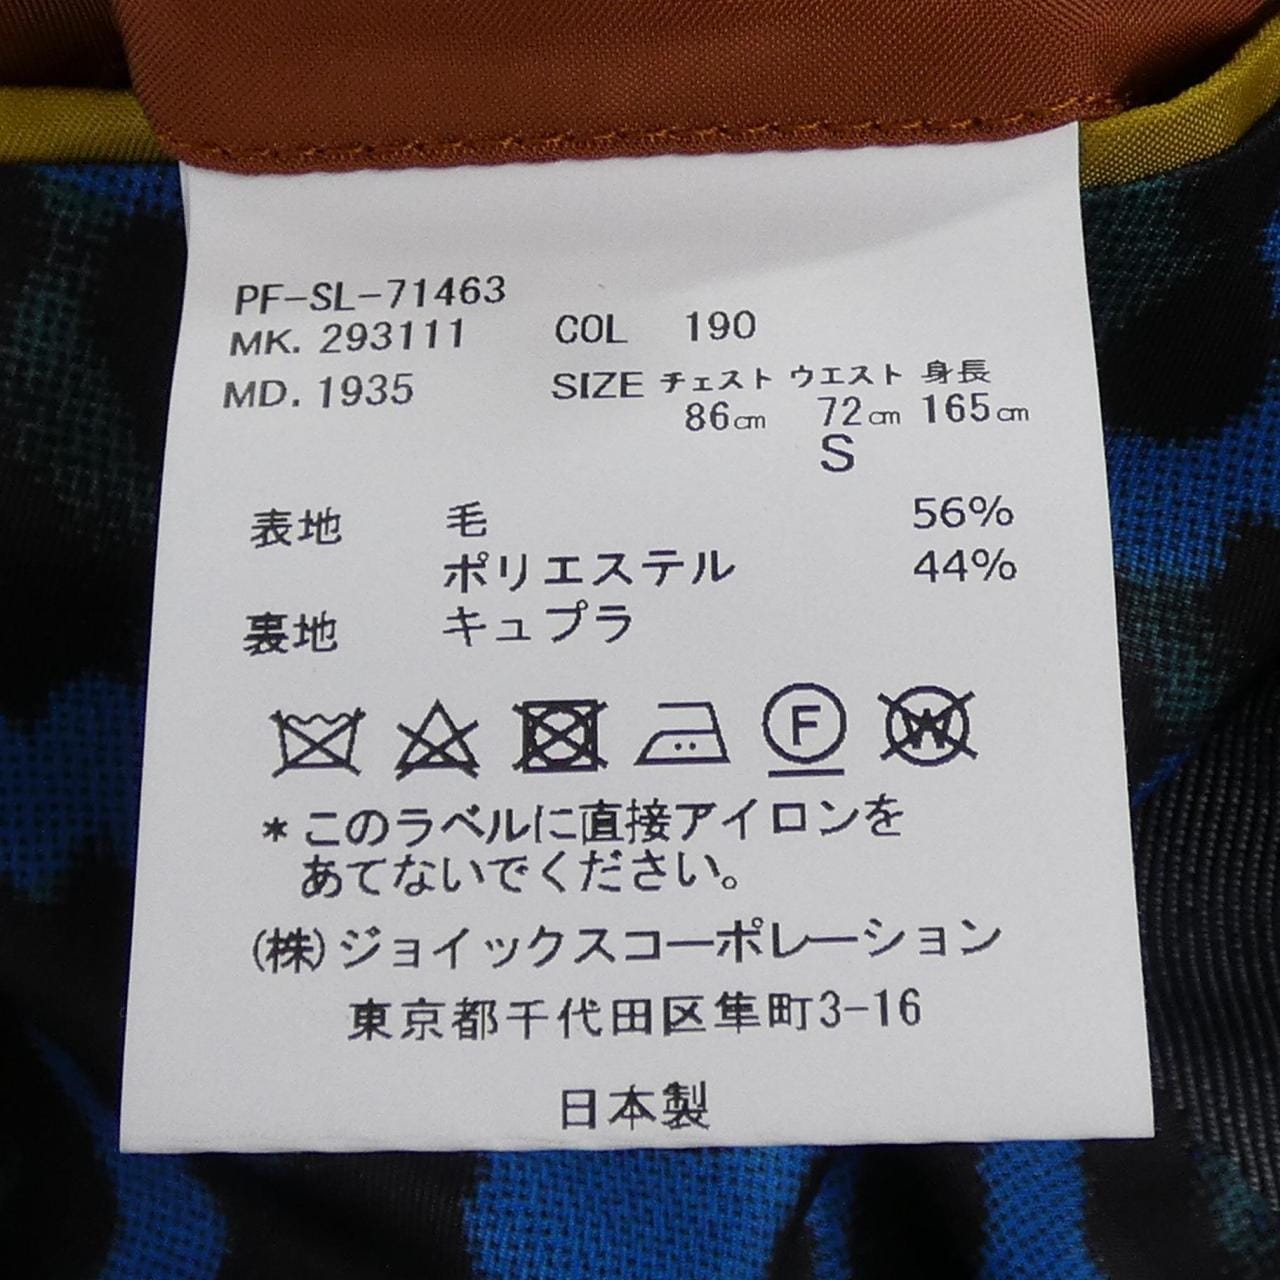 PF-SL-71463
MK. 293111 COL 190
MD. 1935 SIZE チェスト ウエスト 身長
86㎝ 72㎝ 165㎝
S
表地 毛 56%
ポリエステル 44%
裏地 キュプラ
F W
*このラベルに直接アイロンを
あてないでください。
(株)ジョイックスコーポレーション
東京都千代田区隼町3-16
日本製